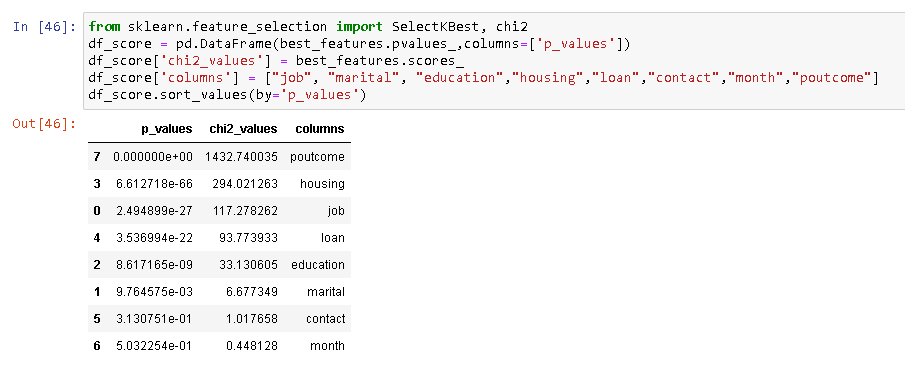 In [46]: from sklearn.feature_selection import SelectKBest, chi2
df_score = pd.DataFrame(best_features.pvalues_,columns=['p_values'])
df_score['chi2_values'] = best_features.scores_
df_score['columns'] = ["job", "marital", "education","housing","loan","contact","month","poutcome"]
df_score.sort_values(by='p_values')
Out[46]:
p_values chi2_values columns
7 0.000000e+00 1432.740035 poutcome
3 6.612718e-66 294.021263 housing
0 2.494899e-27 117.278262 job
4 3.536994e-22 93.773933 loan
2 8.617165e-09 33.130605 education
1 9.764575e-03 6.677349 marital
5 3.130751e-01 1.017658 contact
6 5.032254e-01 0.448128 month